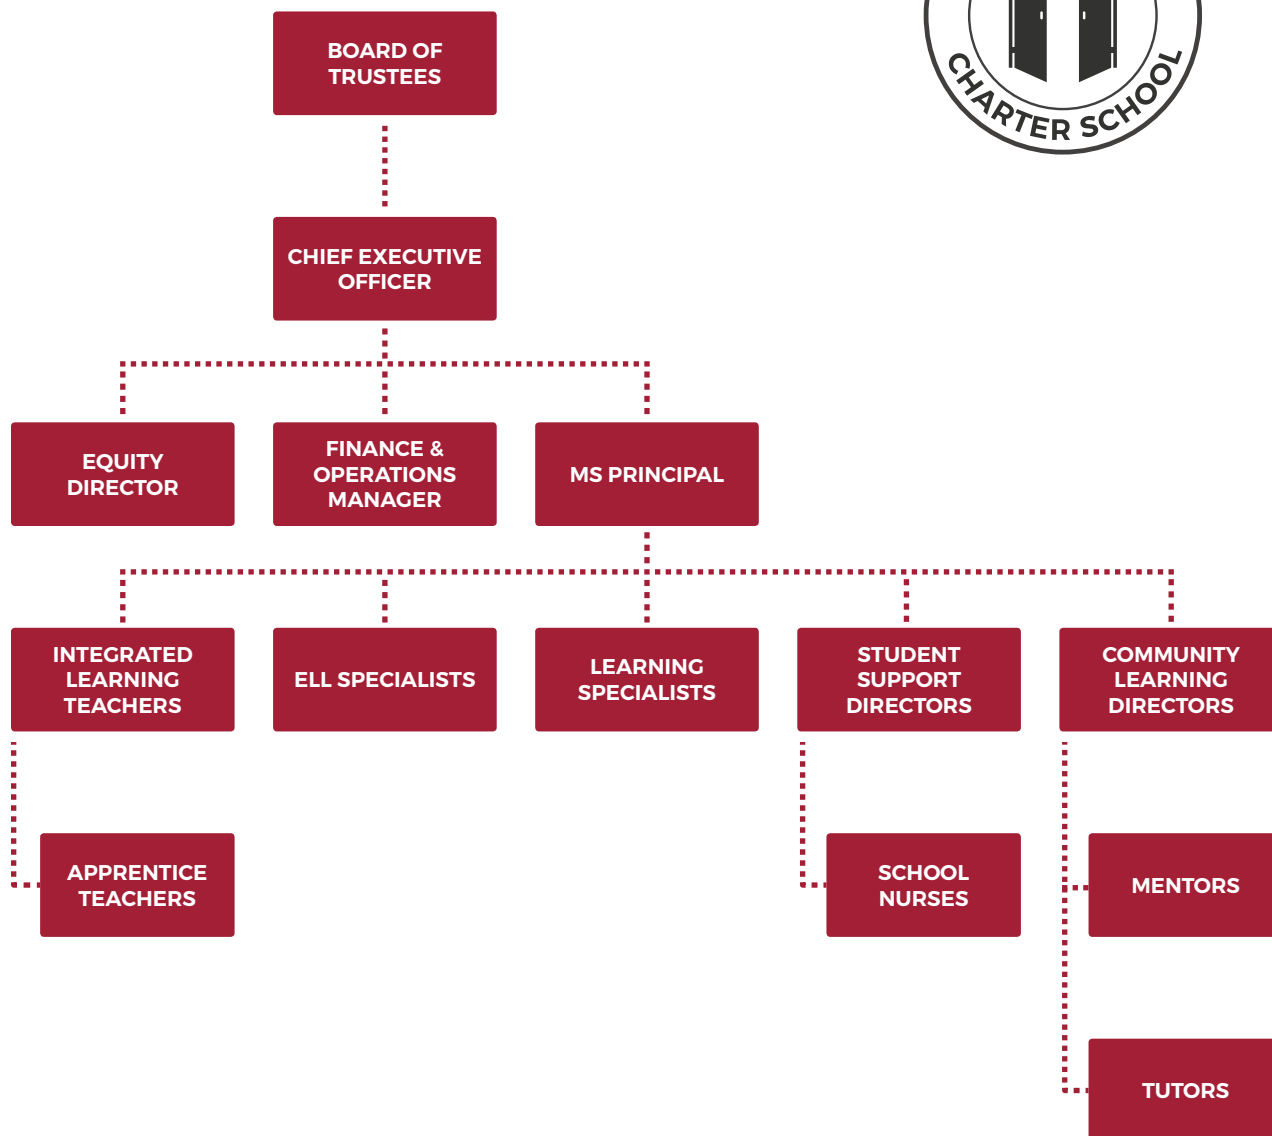 BOARD OF
TRUSTEES
CHARTER SCHOOL
CHIEF EXECUTIVE
OFFICER
EQUITY
DIRECTOR
FINANCE &
OPERATIONS
MANAGER
MS PRINCIPAL
INTEGRATED
LEARNING
TEACHERS
ELL SPECIALISTS
LEARNING
SPECIALISTS
STUDENT
SUPPORT
DIRECTORS
COMMUNITY
LEARNING
DIRECTORS
APPRENTICE
TEACHERS
SCHOOL
NURSES
MENTORS
TUTORS